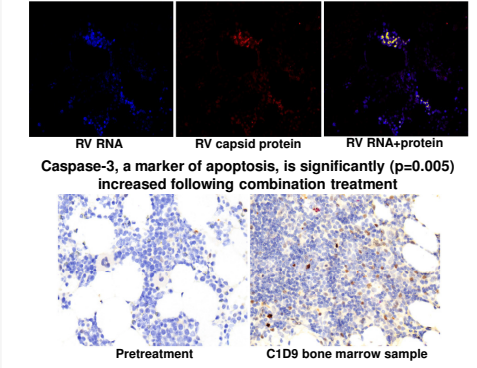 RV RNA
RV capsid protein
RV RNA+protein
Caspase-3, a marker of apoptosis, is significantly (p=0.005)
increased following combination treatment
Pretreatment
C1D9 bone marrow sample